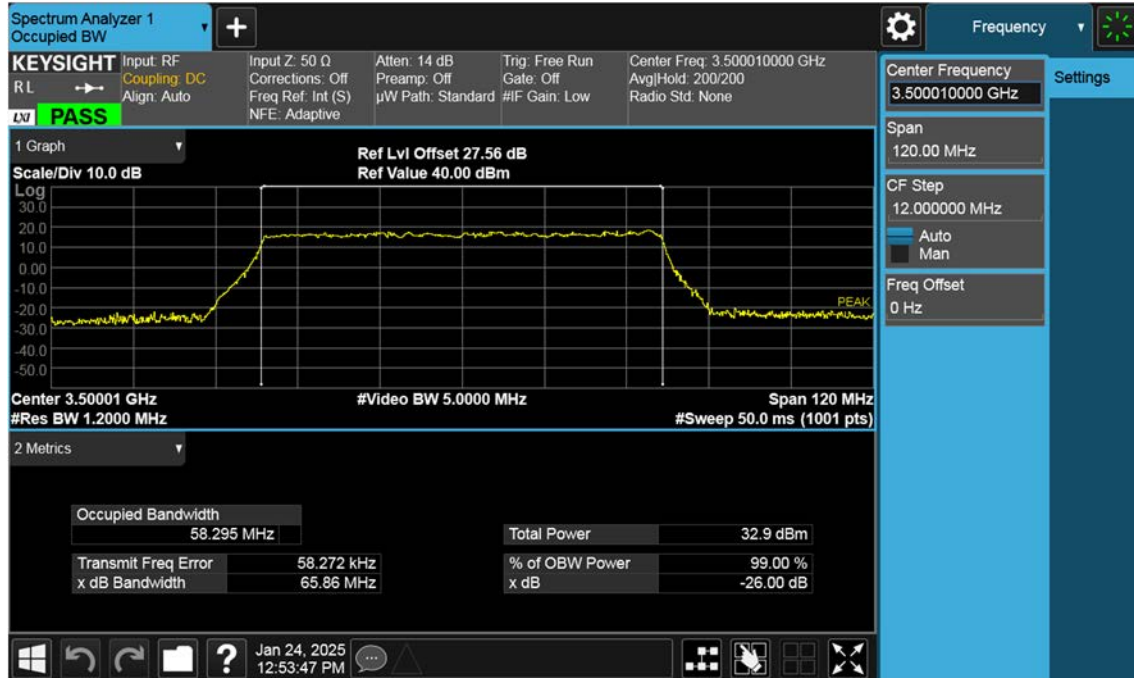 Spectrum Analyzer 1
Occupied BW
+
Frequency
KEYSIGHT
R L
LXI
PASS
Input: RF
Coupling: DC
Align: Auto
Input Z: 50 Ω
Corrections: Off
Freq Ref: Int (S)
NFE: Adaptive
Atten: 14 dB
Preamp: Off
µW Path: Standard
Trig: Free Run
Gate: Off
#IF Gain: Low
Center Freq: 3.500010000 GHz
Avg|Hold: 200/200
Radio Std: None
Center Frequency
3.500010000 GHz
Settings
Span
120.00 MHz
CF Step
12.000000 MHz
Auto
Man
Freq Offset
0 Hz
1 Graph
Scale/Div 10.0 dB
Ref Lvl Offset 27.56 dB
Ref Value 40.00 dBm
Log
30.0
20.0
10.0
0.00
-10.0
-20.0
-30.0
-40.0
-50.0
PEAK
Center 3.50001 GHz
#Video BW 5.0000 MHz
Span 120 MHz
#Res BW 1.2000 MHz
#Sweep 50.0 ms (1001 pts)
2 Metrics
Occupied Bandwidth
58.295 MHz
Total Power 32.9 dBm
Transmit Freq Error 58.272 kHz
% of OBW Power 99.00 %
x dB Bandwidth 65.86 MHz
x dB -26.00 dB
?
Jan 24, 2025
12:53:47 PM